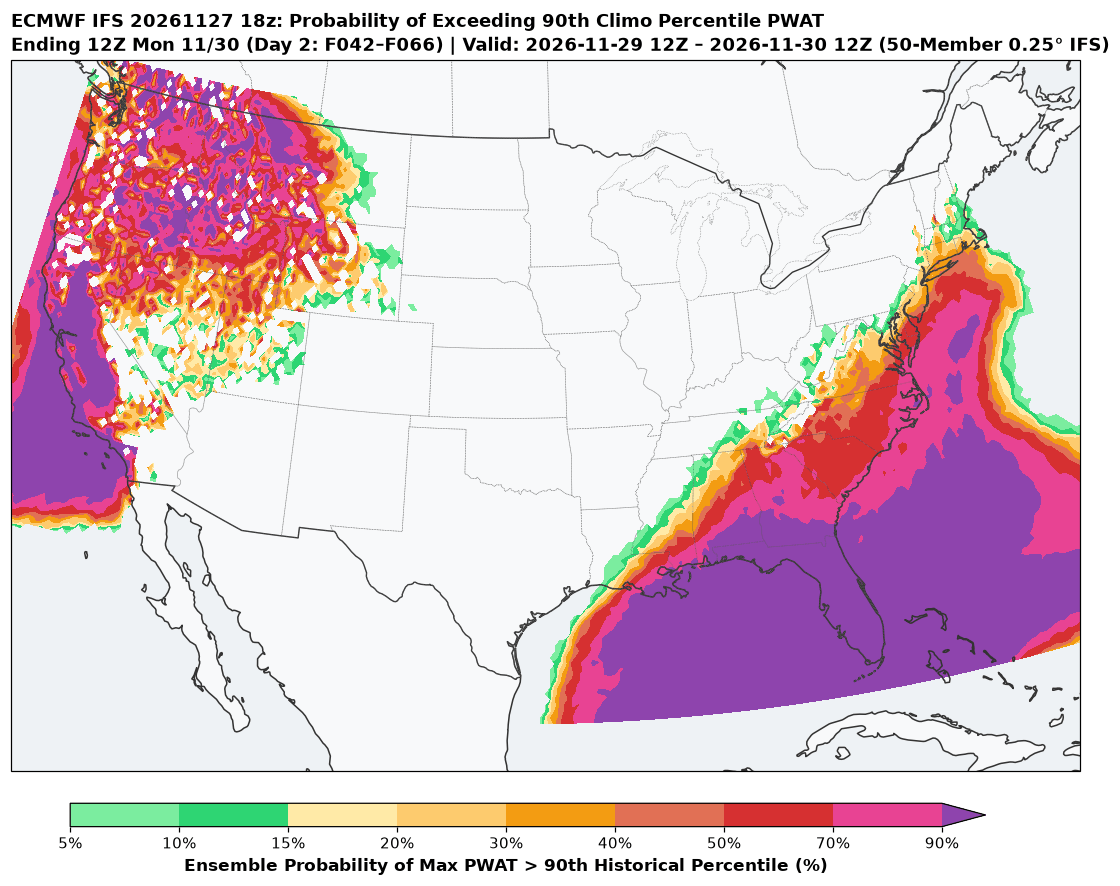 ECMWF IFS 20261127 18z: Probability of Exceeding 90th Climo Percentile PWAT
Ending 12Z Mon 11/30 (Day 2: F042–F066) | Valid: 2026-11-29 12Z – 2026-11-30 12Z (50-Member 0.25° IFS)
5% 10% 15% 20% 30% 40% 50% 70% 90%
Ensemble Probability of Max PWAT > 90th Historical Percentile (%)